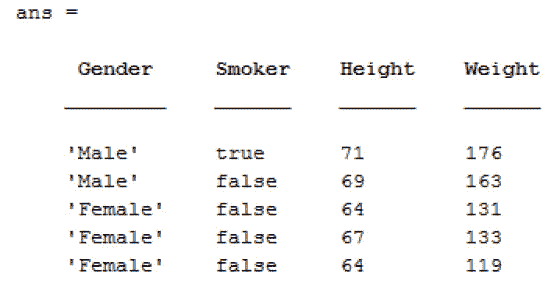 ans =
Gender Smoker Height Weight
'Male' true 71 176
'Male' false 69 163
'Female' false 64 131
'Female' false 67 133
'Female' false 64 119